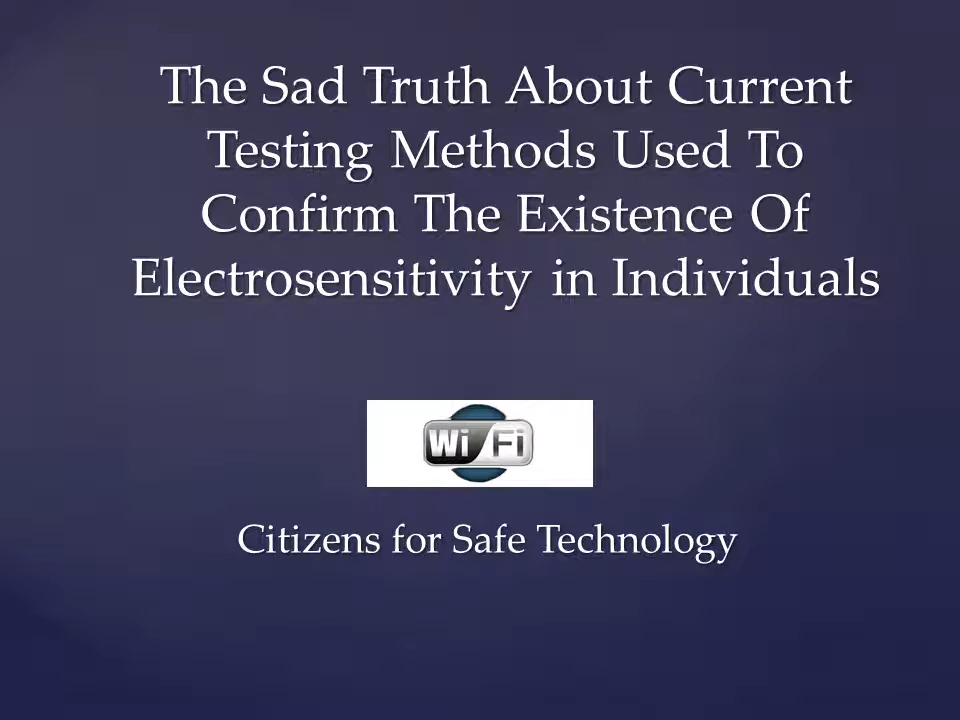 The Sad Truth About Current
Testing Methods Used To
Confirm The Existence Of
Electrosensitivity in Individuals
Wi Fi
Citizens for Safe Technology